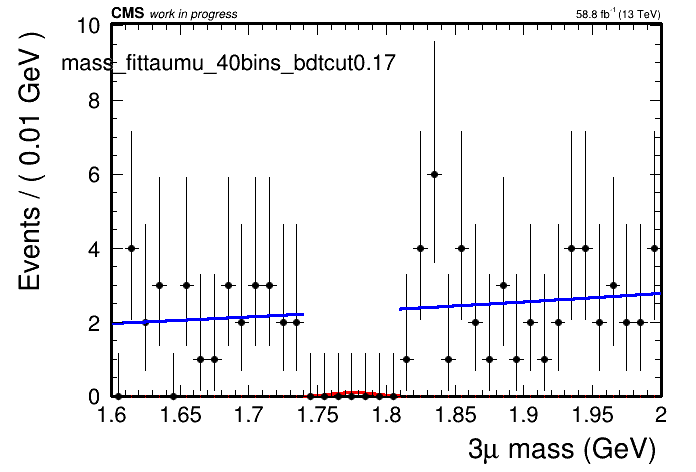 CMS work in progress 58.8 fb⁻¹ (13 TeV)
mass_fittaumu_40bins_bdtcut0.17
Events / ( 0.01 GeV )
10
8
6
4
2
0
1.6 1.65 1.7 1.75 1.8 1.85 1.9 1.95 2
3μ mass (GeV)